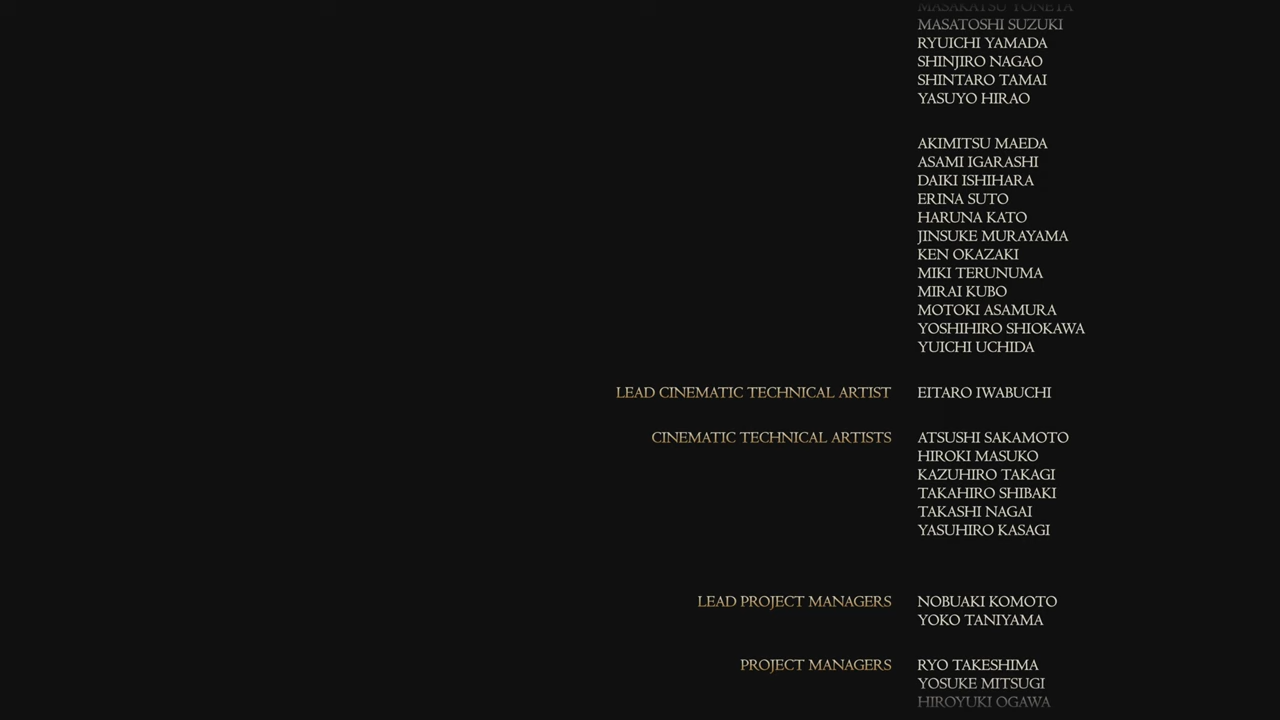 MASAKATSU YONETA
MASATOSHI SUZUKI
RYUICHI YAMADA
SHINJIRO NAGAO
SHINTARO TAMAI
YASUYO HIRAO
AKIMITSU MAEDA
ASAMI IGARASHI
DAIKI ISHIHARA
ERINA SUTO
HARUNA KATO
JINSUKE MURAYAMA
KEN OKAZAKI
MIKI TERUNUMA
MIRAI KUBO
MOTOKI ASAMURA
YOSHIHIRO SHIOKAWA
YUICHI UCHIDA
LEAD CINEMATIC TECHNICAL ARTIST EITARO IWABUCHI
CINEMATIC TECHNICAL ARTISTS ATSUSHI SAKAMOTO
HIROKI MASUKO
KAZUHIRO TAKAGI
TAKAHIRO SHIBAKI
TAKASHI NAGAI
YASUHIRO KASAGI
LEAD PROJECT MANAGERS NOBUAKI KOMOTO
YOKO TANIYAMA
PROJECT MANAGERS RYO TAKESHIMA
YOSUKE MITSUGI
HIROYUKI OGAWA